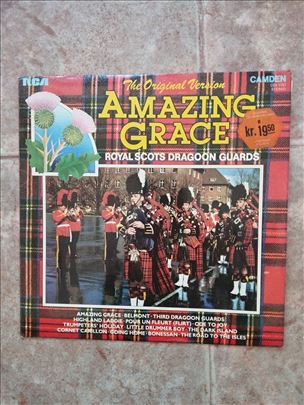 RCA
CAMDEN
The Original Version
AMAZING
GRACE
kr. 19.50
ROYAL SCOTS DRAGOON GUARDS
AMAZING GRACE · BELMONT · THIRD DRAGOON GUARDS
HIGHLAND LADDIE · POUR UN FLEURT (FLIRT) · ODE TO JOY
TRUMPETERS' HOLIDAY · LITTLE DRUMMER BOY · THE DARK ISLAND
CORNET CARILLON · GOING HOME · BONESSAN · THE ROAD TO THE ISLES